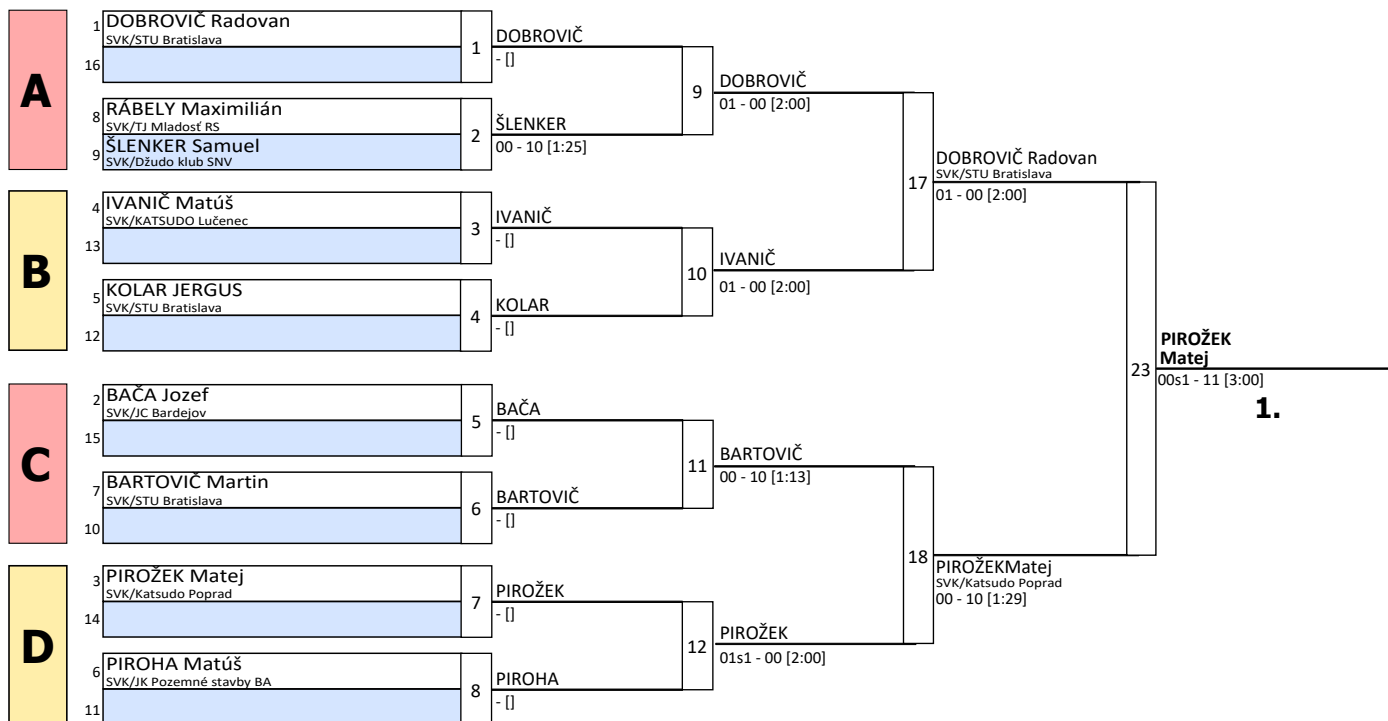 A
1
DOBROVIČ Radovan
SVK/STU Bratislava
16
1
DOBROVIČ
- []
8
RÁBELY Maximilián
SVK/TJ Mladosť RS
9
ŠLENKER Samuel
SVK/Džudo klub SNV
2
ŠLENKER
00 - 10 [1:25]
9
DOBROVIČ
01 - 00 [2:00]
B
4
IVANIČ Matúš
SVK/KATSUDO Lučenec
13
3
IVANIČ
- []
5
KOLAR JERGUS
SVK/STU Bratislava
12
4
KOLAR
- []
10
IVANIČ
01 - 00 [2:00]
17
DOBROVIČ Radovan
SVK/STU Bratislava
01 - 00 [2:00]
C
2
BAČA Jozef
SVK/JC Bardejov
15
5
BAČA
- []
7
BARTOVIČ Martin
SVK/STU Bratislava
10
6
BARTOVIČ
- []
11
BARTOVIČ
00 - 10 [1:13]
D
3
PIROŽEK Matej
SVK/Katsudo Poprad
14
7
PIROŽEK
- []
6
PIROHA Matúš
SVK/JK Pozemné stavby BA
11
8
PIROHA
- []
12
PIROŽEK
01s1 - 00 [2:00]
18
PIROŽEKMatej
SVK/Katsudo Poprad
00 - 10 [1:29]
23
PIROŽEK
Matej
00s1 - 11 [3:00]
1.